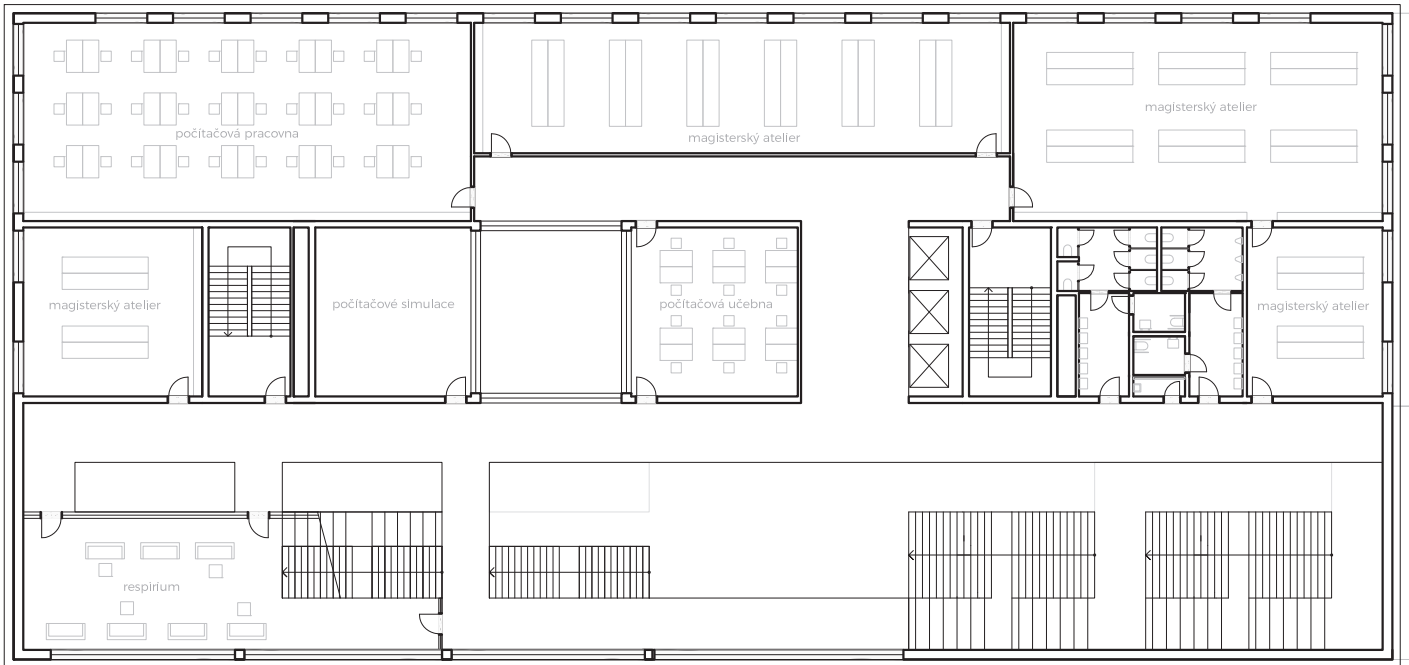 počítačová pracovna
magisterský atelier
magisterský atelier
magisterský atelier
počítačové simulace
počítačová učebna
magisterský atelier
respirium